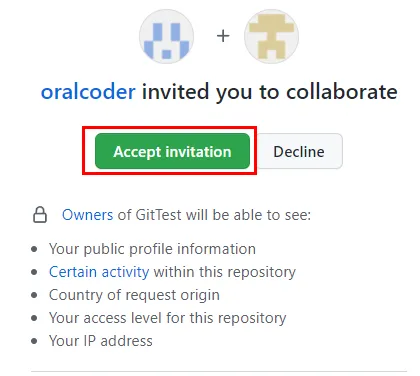 +
oralcoder invited you to collaborate
Accept invitation Decline
Owners of GitTest will be able to see:
• Your public profile information
• Certain activity within this repository
• Country of request origin
• Your access level for this repository
• Your IP address